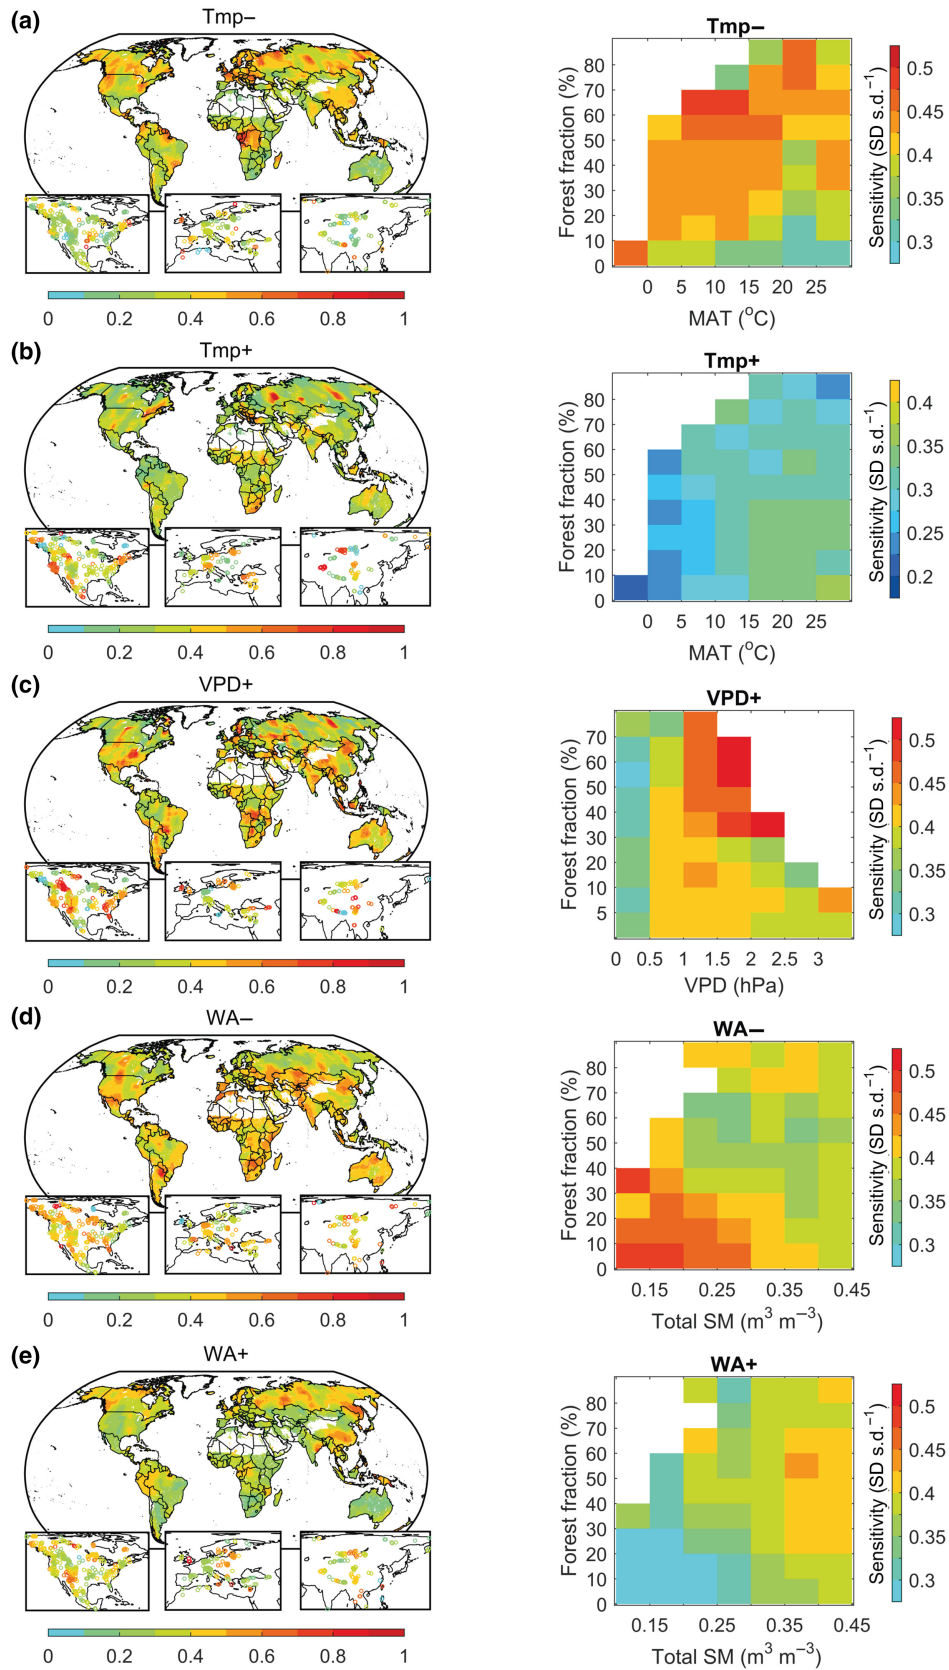 (a)
Tmp–
0 0.2 0.4 0.6 0.8 1
Tmp–
Forest fraction (%)
80
70
60
50
40
30
20
10
0
0 5 10 15 20 25
MAT (°C)
0.5
0.45
0.4
0.35
0.3
Sensitivity (SD s.d.⁻¹)
(b)
Tmp+
0 0.2 0.4 0.6 0.8 1
Tmp+
Forest fraction (%)
80
70
60
50
40
30
20
10
0
0 5 10 15 20 25
MAT (°C)
0.4
0.35
0.3
0.25
0.2
Sensitivity (SD s.d.⁻¹)
(c)
VPD+
0 0.2 0.4 0.6 0.8 1
VPD+
Forest fraction (%)
70
60
50
40
30
20
10
5
0 0.5 1 1.5 2 2.5 3
VPD (hPa)
0.5
0.45
0.4
0.35
0.3
Sensitivity (SD s.d.⁻¹)
(d)
WA–
0 0.2 0.4 0.6 0.8 1
WA–
Forest fraction (%)
80
70
60
50
40
30
20
10
0
0.15 0.25 0.35 0.45
Total SM (m³ m⁻³)
0.5
0.45
0.4
0.35
0.3
Sensitivity (SD s.d.⁻¹)
(e)
WA+
0 0.2 0.4 0.6 0.8 1
WA+
Forest fraction (%)
80
70
60
50
40
30
20
10
0
0.15 0.25 0.35 0.45
Total SM (m³ m⁻³)
0.5
0.45
0.4
0.35
0.3
Sensitivity (SD s.d.⁻¹)